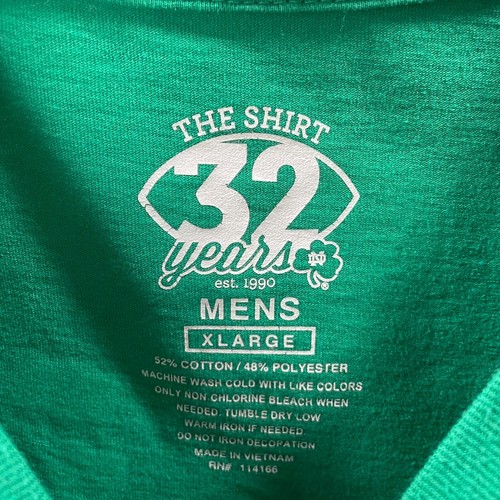 THE SHIRT
32
years
ND
®
est. 1990
MENS
XLARGE
52% COTTON / 48% POLYESTER
MACHINE WASH COLD WITH LIKE COLORS
ONLY NON CHLORINE BLEACH WHEN
NEEDED. TUMBLE DRY LOW
WARM IRON IF NEEDED.
DO NOT IRON DECORATION
MADE IN VIETNAM
RN# 114166